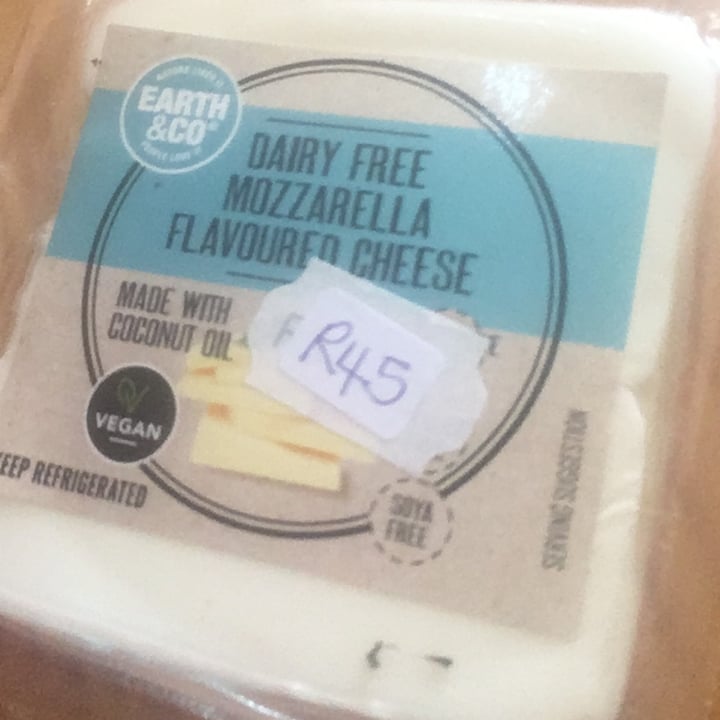 EARTH
&CO
DAIRY FREE
MOZZARELLA
FLAVOURED CHEESE
MADE WITH
COCONUT OIL
R45
VEGAN
KEEP REFRIGERATED
SOYA
FREE
SERVING SUGGESTION